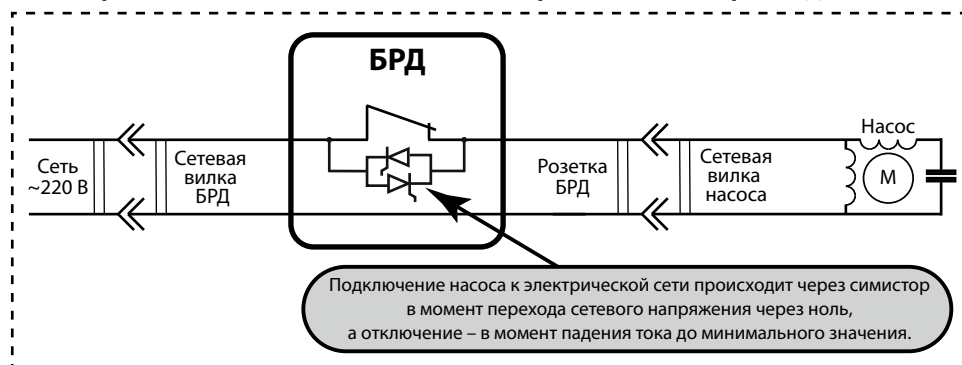 БРД
Сеть
~220 В
Сетевая
вилка
БРД
Розетка
БРД
Сетевая
вилка
насоса
Насос
М
Подключение насоса к электрической сети происходит через симистор
в момент перехода сетевого напряжения через ноль,
а отключение – в момент падения тока до минимального значения.